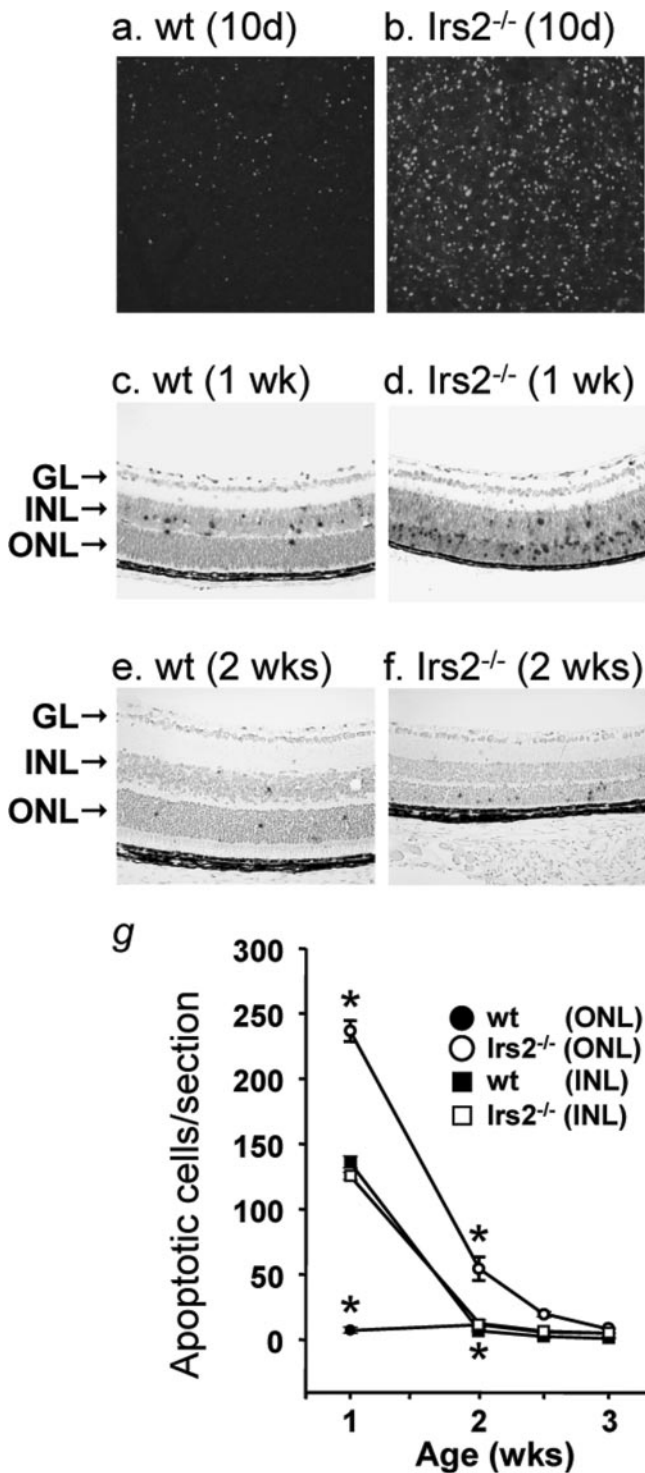 a. wt (10d)
b. Irs2-/- (10d)
c. wt (1 wk)
d. Irs2-/- (1 wk)
GL→
INL→
ONL→
e. wt (2 wks)
f. Irs2-/- (2 wks)
GL→
INL→
ONL→
g
300
250
200
150
100
50
0
Apoptotic cells/section
*
*
*
*
● wt (ONL)
○ Irs2-/- (ONL)
■ wt (INL)
□ Irs2-/- (INL)
1
2
3
Age (wks)